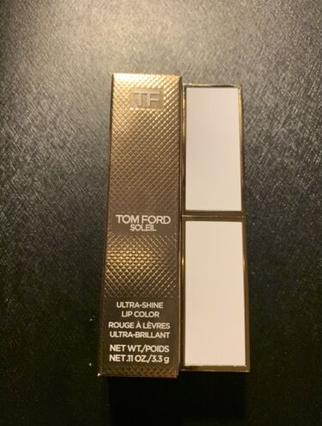 TF
TOM FORD
SOLEIL
ULTRA-SHINE
LIP COLOR
ROUGE À LÈVRES
ULTRA-BRILLANT
NET WT./POIDS
NET .11 OZ./3.3 g